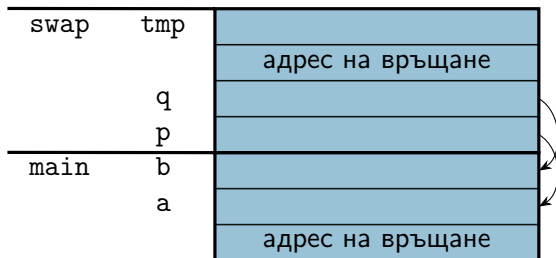 swap tmp
адрес на връщане
q
p
main b
a
адрес на връщане